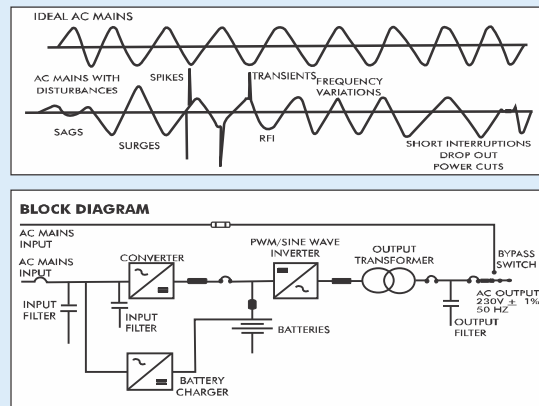 IDEAL AC MAINS
AC MAINS WITH
DISTURBANCES
SPIKES
TRANSIENTS
FREQUENCY
VARIATIONS
SAGS
SURGES
RFI
SHORT INTERRUPTIONS
DROP OUT
POWER CUTS
BLOCK DIAGRAM
AC MAINS
INPUT
AC MAINS
INPUT
CONVERTER
PWM/SINE WAVE
INVERTER
OUTPUT
TRANSFORMER
BYPASS
SWITCH
INPUT
FILTER
INPUT
FILTER
BATTERIES
AC OUTPUT
230V ± 1%
50 HZ
OUTPUT
FILTER
BATTERY
CHARGER